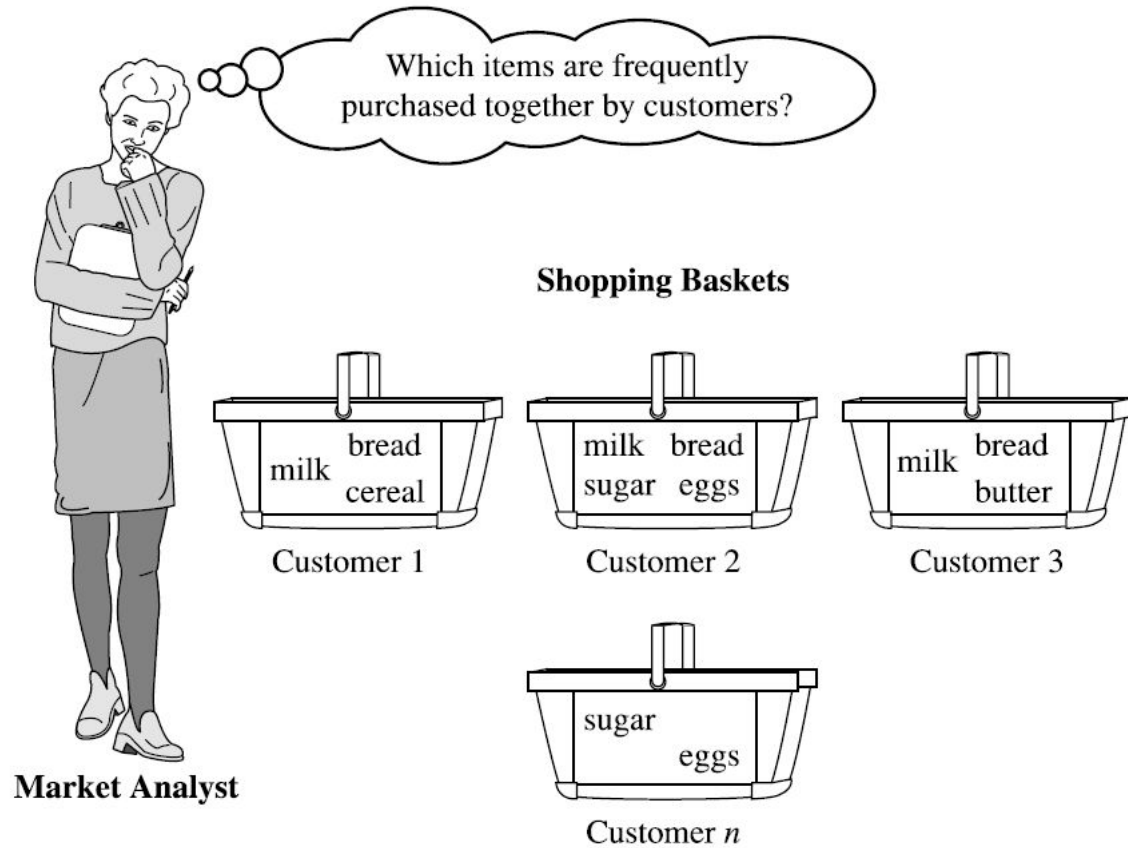 Which items are frequently
purchased together by customers?
Shopping Baskets
milk bread
cereal
Customer 1
milk bread
sugar eggs
Customer 2
milk bread
butter
Customer 3
sugar
eggs
Customer n
Market Analyst